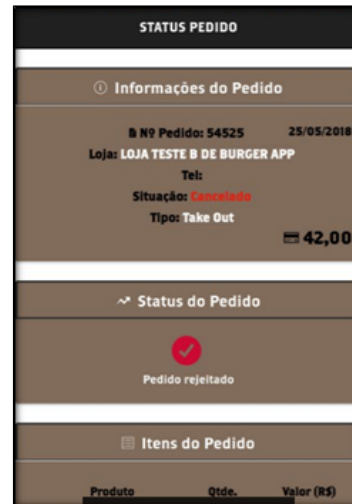 STATUS PEDIDO
Informações do Pedido
Nº Pedido: 54525 25/05/2018
Loja: LOJA TESTE B DE BURGER APP
Tel:
Situação: Cancelado
Tipo: Take Out
42,00
Status do Pedido
Pedido rejeitado
Itens do Pedido
Produto Qtde. Valor (R$)